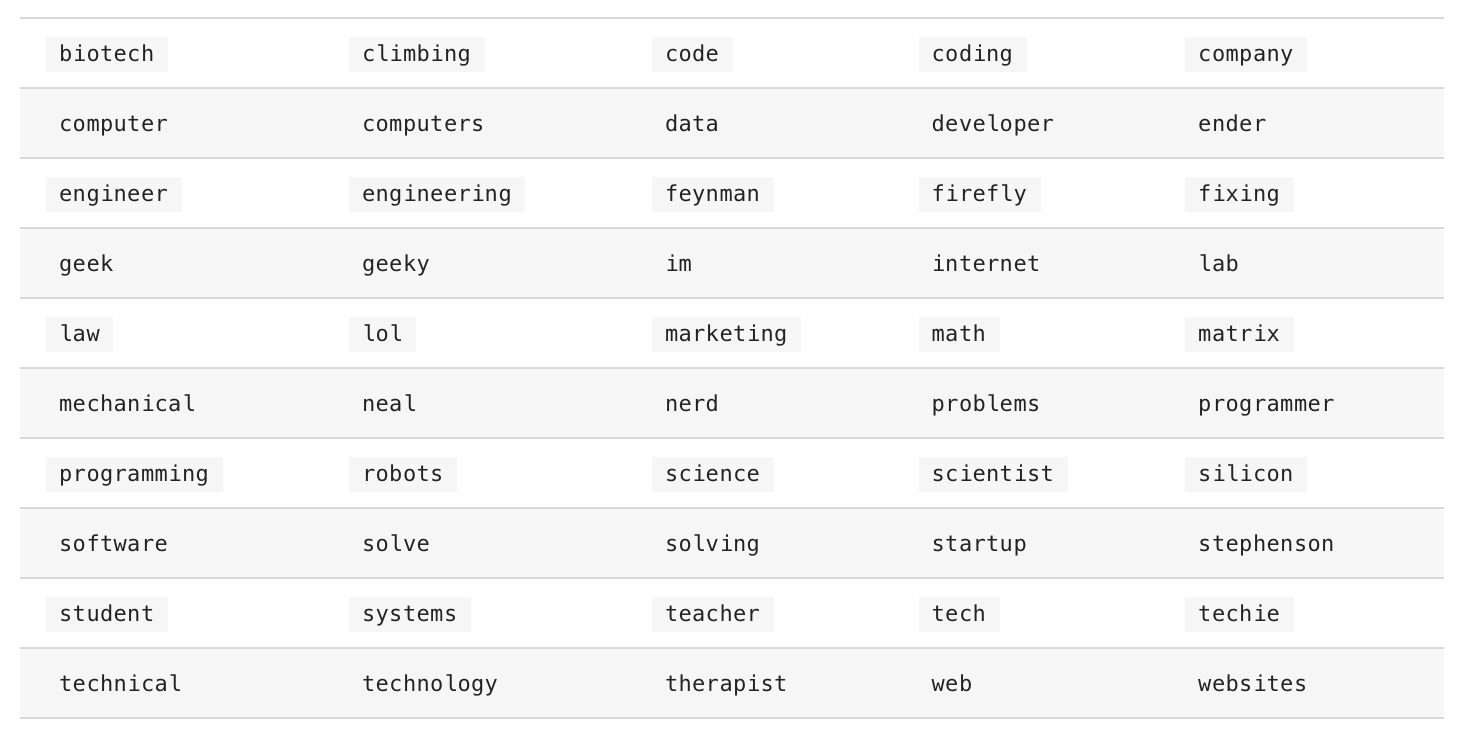 biotech climbing code coding company
computer computers data developer ender
engineer engineering feynman firefly fixing
geek geeky im internet lab
law lol marketing math matrix
mechanical neal nerd problems programmer
programming robots science scientist silicon
software solve solving startup stephenson
student systems teacher tech techie
technical technology therapist web websites